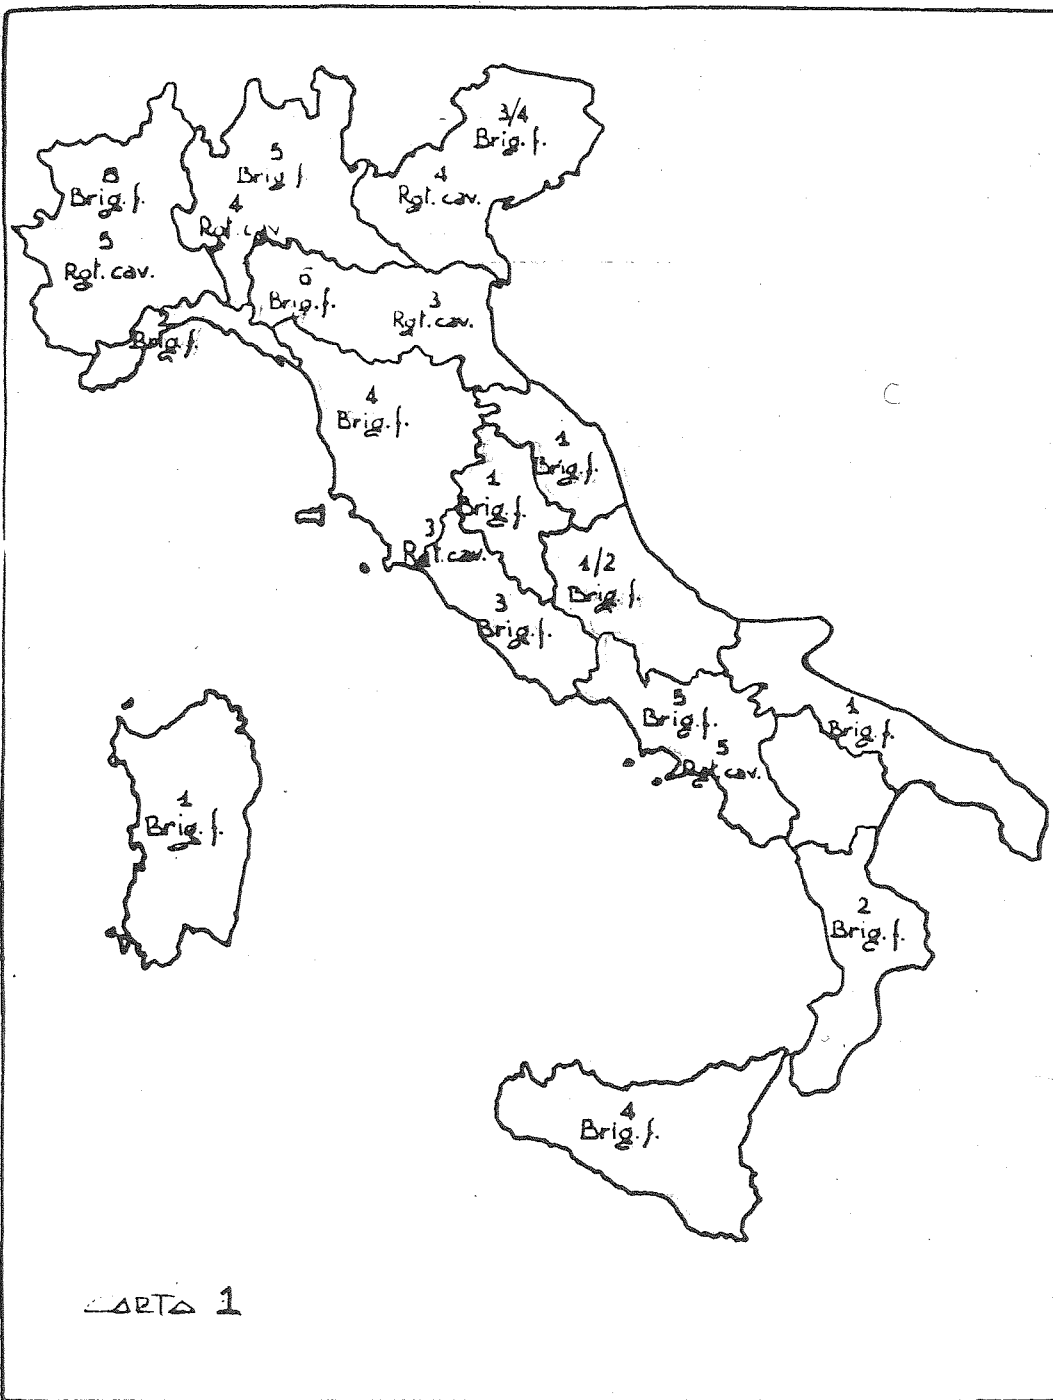 3/4
Brig. f.
4
Rgt. cav.
5
Brig f
4
Rgt. cav
8
Brig. f.
5
Rgt. cav.
6
Brig. f.
3
Rgt. cav.
2
Brig. f.
4
Brig. f.
1
Brig. f.
1
Brig. f.
3
Rgt. cav.
1/2
Brig. f.
3
Brig. f.
5
Brig. f.
5
Rgt cav.
1
Brig. f.
1
Brig. f.
2
Brig. f.
4
Brig. f.
CARTA 1